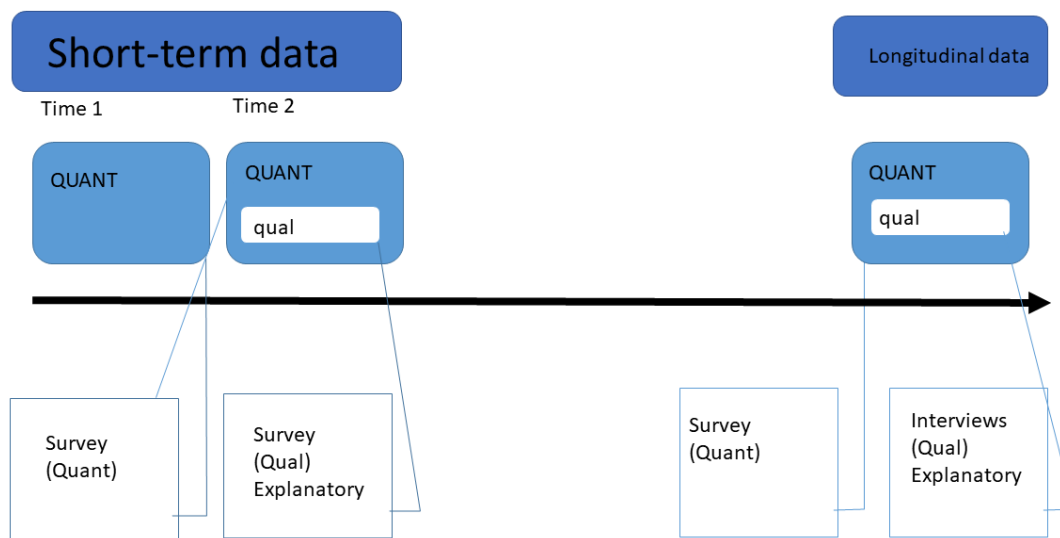 Short-term data
Longitudinal data
Time 1
Time 2
QUANT
QUANT
qual
QUANT
qual
Survey
(Quant)
Survey
(Qual)
Explanatory
Survey
(Quant)
Interviews
(Qual)
Explanatory